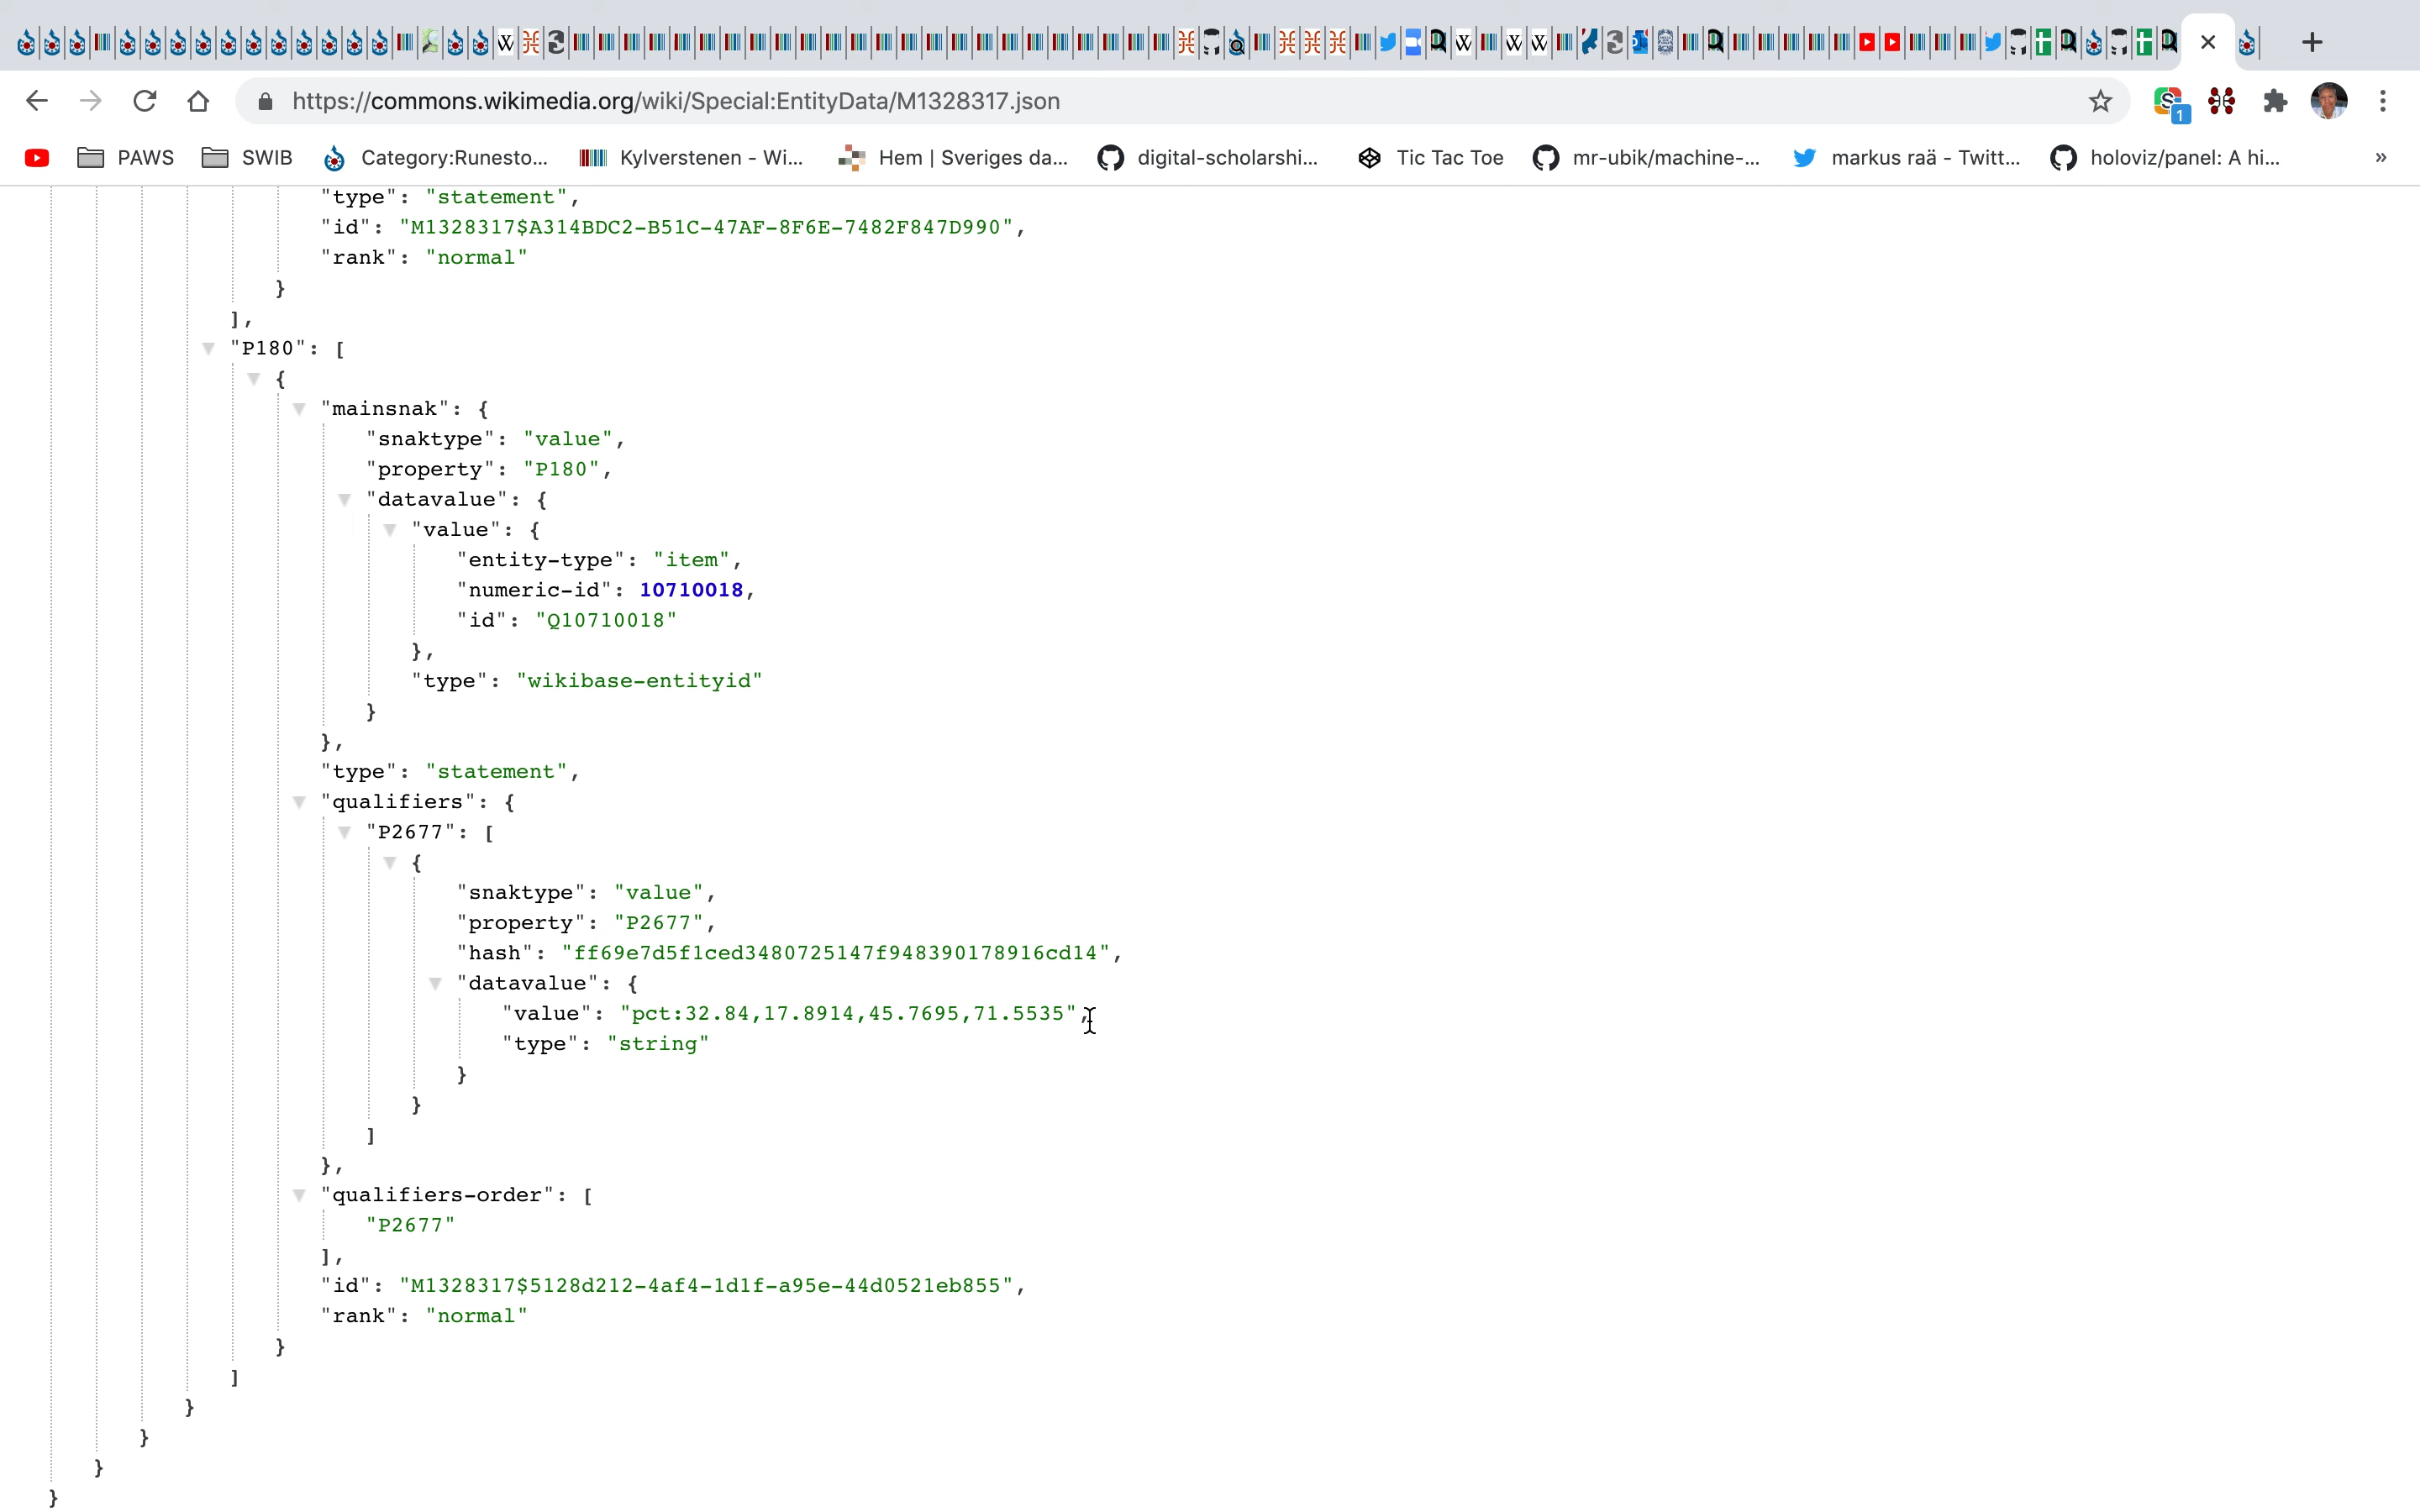 https://commons.wikimedia.org/wiki/Special:EntityData/M1328317.json
1
PAWS SWIB Category:Runesto... Kylverstenen - Wi... Hem | Sveriges da... digital-scholarshi... Tic Tac Toe mr-ubik/machine-... markus raä - Twitt... holoviz/panel: A hi... »
"type": "statement",
"id": "M1328317$A314BDC2-B51C-47AF-8F6E-7482F847D990",
"rank": "normal"
}
],
"P180": [
{
"mainsnak": {
"snaktype": "value",
"property": "P180",
"datavalue": {
"value": {
"entity-type": "item",
"numeric-id": 10710018,
"id": "Q10710018"
},
"type": "wikibase-entityid"
}
},
"type": "statement",
"qualifiers": {
"P2677": [
{
"snaktype": "value",
"property": "P2677",
"hash": "ff69e7d5f1ced3480725147f948390178916cd14",
"datavalue": {
"value": "pct:32.84,17.8914,45.7695,71.5535",
"type": "string"
}
}
]
},
"qualifiers-order": [
"P2677"
],
"id": "M1328317$5128d212-4af4-1d1f-a95e-44d0521eb855",
"rank": "normal"
}
]
}
}
}
}